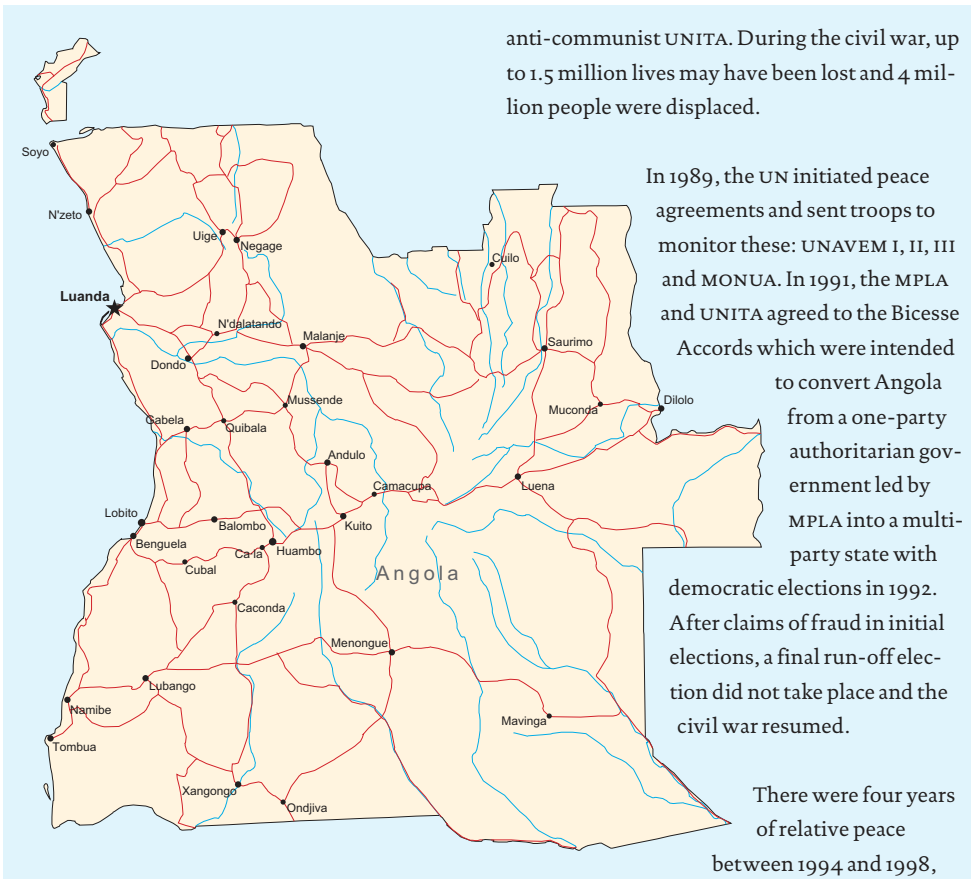 anti-communist UNITA. During the civil war, up
to 1.5 million lives may have been lost and 4 mil-
lion people were displaced.
In 1989, the UN initiated peace
agreements and sent troops to
monitor these: UNAVEM I, II, III
and MONUA. In 1991, the MPLA
and UNITA agreed to the Bicesse
Accords which were intended
to convert Angola
from a one-party
authoritarian gov-
ernment led by
MPLA into a multi-
party state with
democratic elections in 1992.
After claims of fraud in initial
elections, a final run-off elec-
tion did not take place and the
civil war resumed.
There were four years
of relative peace
between 1994 and 1998,
Soyo
N'zeto
Uige
Negage
Cuilo
Luanda
N'dalatando
Malanje
Saurimo
Dondo
Mussende
Muconda
Dilolo
Gabela
Quibala
Andulo
Camacupa
Luena
Lobito
Balombo
Kuito
Benguela
Ca-la
Huambo
Cubal
Angola
Caconda
Menongue
Lubango
Namibe
Mavinga
Tombua
Xangongo
Ondjiva